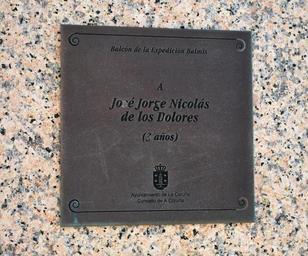 Balcón de la Expedición Balmis
A
José Jorge Nicolás
de los Dolores
(3 años)
Ayuntamiento de La Coruña
Concello de A Coruña